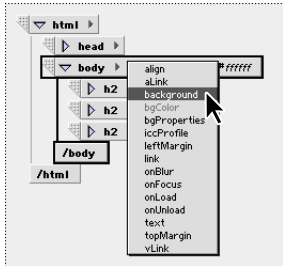 html
head
body
#ffffff
h2
h2
h2
/body
/html
align
aLink
background
bgColor
bgProperties
iccProfile
leftMargin
link
onBlur
onFocus
onLoad
onUnload
text
topMargin
vLink